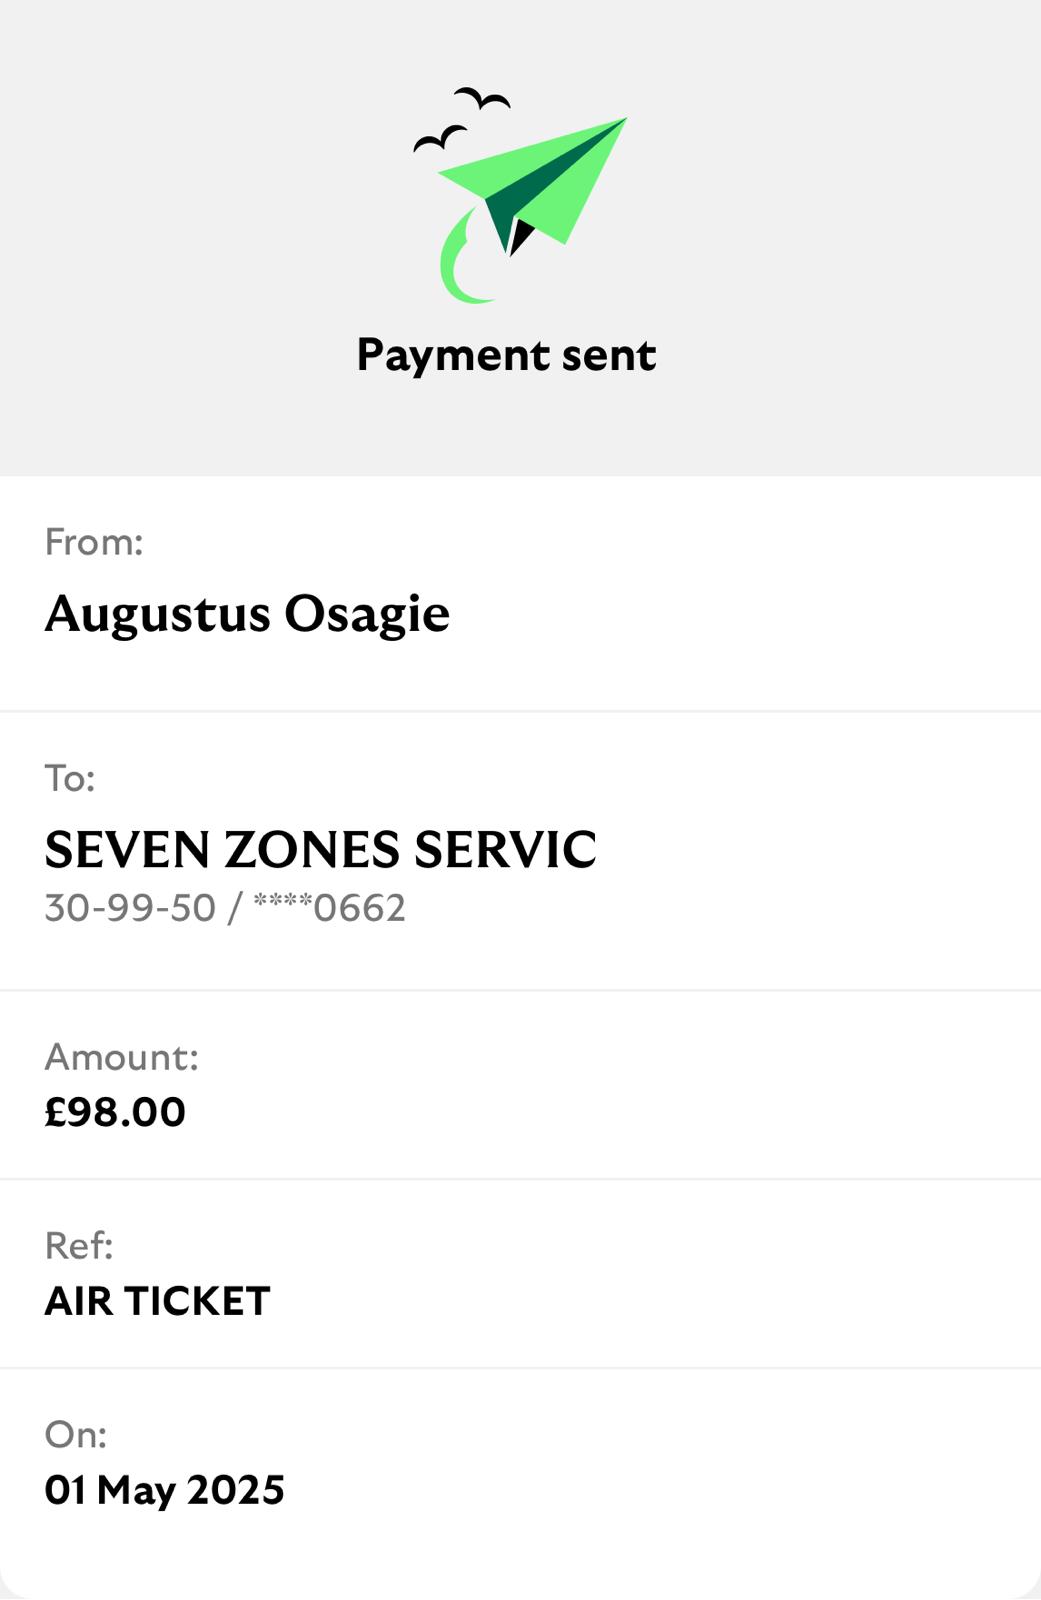 Payment sent
From:
Augustus Osagie
To:
SEVEN ZONES SERVIC
30-99-50 / ****0662
Amount:
£98.00
Ref:
AIR TICKET
On:
01 May 2025